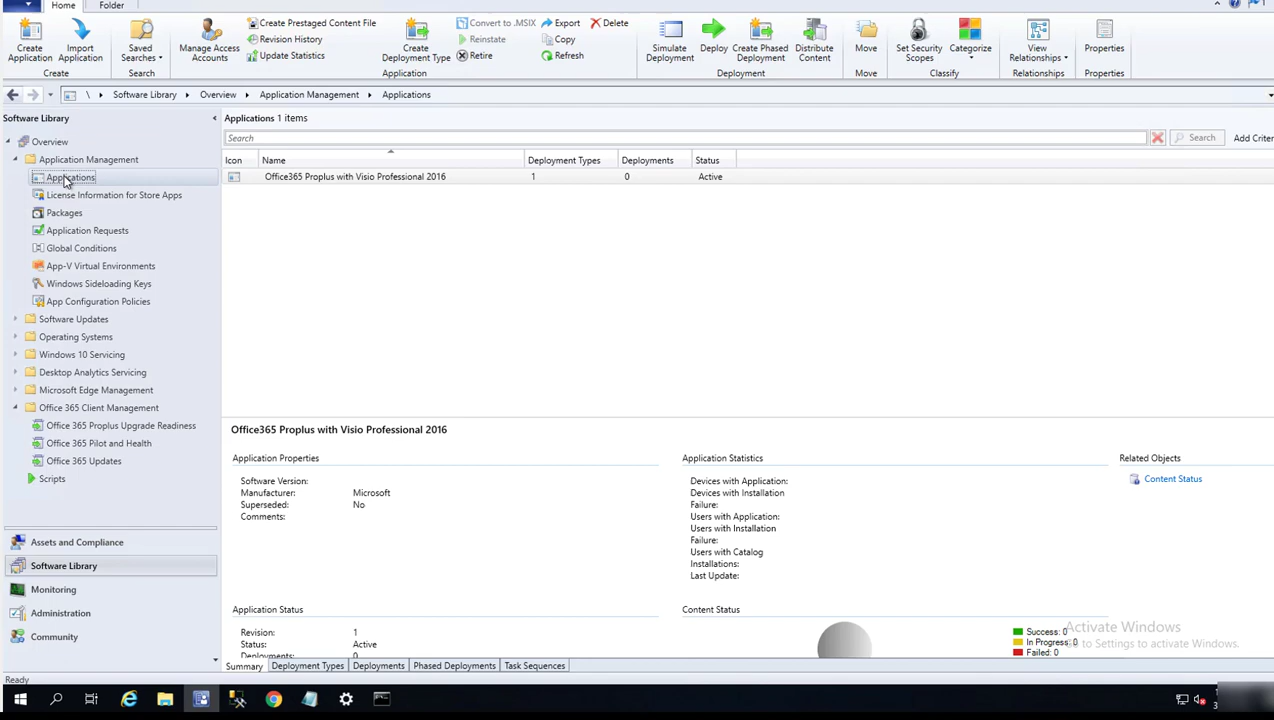 Home Folder
Create Application
Import Application
Create
Saved Searches
Search
Manage Access Accounts
Create Prestaged Content File
Revision History
Update Statistics
Create Deployment Type
Convert to .MSIX
Reinstate
Retire
Export
Copy
Refresh
Delete
Application
Simulate Deployment
Deploy
Create Phased Deployment
Distribute Content
Deployment
Move
Move
Set Security Scopes
Categorize
Classify
View Relationships
Relationships
Properties
Properties
\ Software Library Overview Application Management Applications
Software Library
Overview
Application Management
Applications
License Information for Store Apps
Packages
Application Requests
Global Conditions
App-V Virtual Environments
Windows Sideloading Keys
App Configuration Policies
Software Updates
Operating Systems
Windows 10 Servicing
Desktop Analytics Servicing
Microsoft Edge Management
Office 365 Client Management
Office 365 Proplus Upgrade Readiness
Office 365 Pilot and Health
Office 365 Updates
Scripts
Assets and Compliance
Software Library
Monitoring
Administration
Community
Applications 1 items
Search Search Add Criter
Icon Name Deployment Types Deployments Status
Office365 Proplus with Visio Professional 2016 1 0 Active
Office365 Proplus with Visio Professional 2016
Application Properties
Software Version:
Manufacturer: Microsoft
Superseded: No
Comments:
Application Statistics
Devices with Application:
Devices with Installation
Failure:
Users with Application:
Users with Installation
Failure:
Users with Catalog
Installations:
Last Update:
Related Objects
Content Status
Application Status
Revision: 1
Status: Active
Deployments: 0
Content Status
Success: 0
In Progress: 0
Failed: 0
Activate Windows
Go to Settings to activate Windows.
Summary Deployment Types Deployments Phased Deployments Task Sequences
Ready